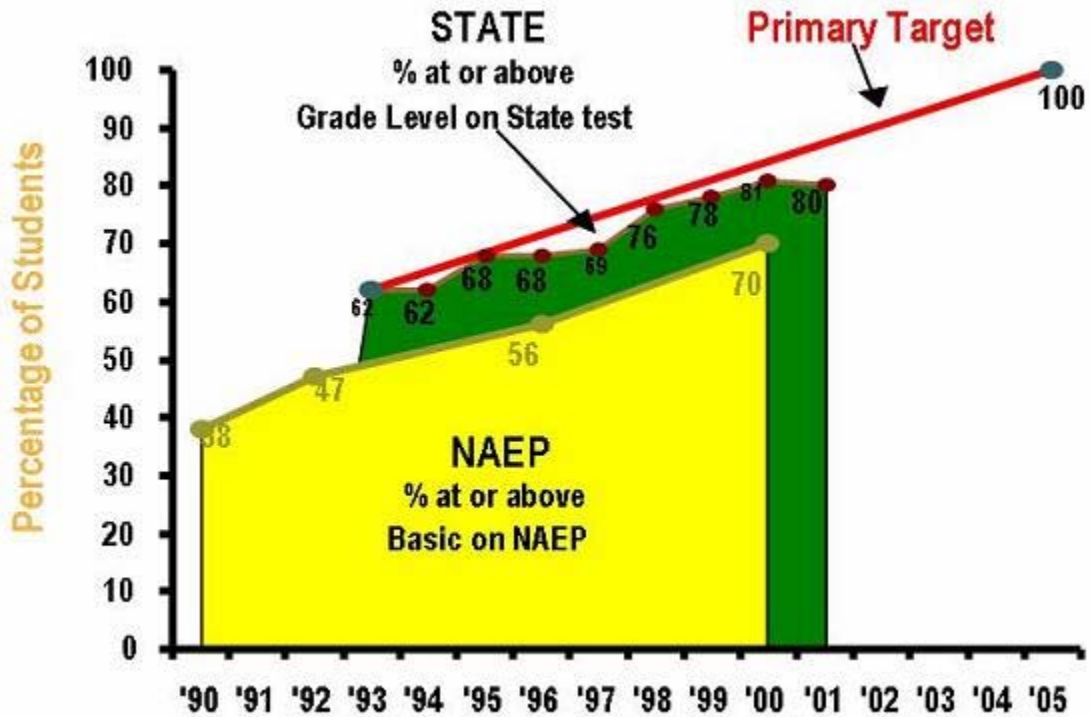 STATE
% at or above
Grade Level on State test
Primary Target
Percentage of Students
100
90
80
70
60
50
40
30
20
10
0
62
62
68
68
69
76
78
81
80
100
38
47
56
70
NAEP
% at or above
Basic on NAEP
'90 '91 '92 '93 '94 '95 '96 '97 '98 '99 '00 '01 '02 '03 '04 '05